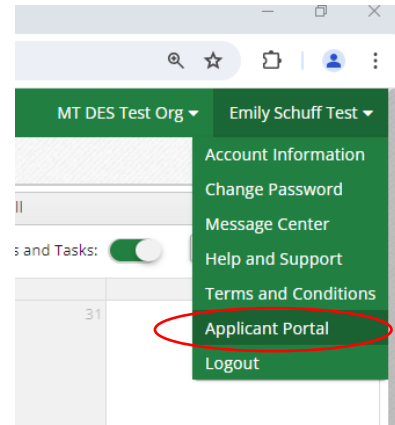 MT DES Test Org Emily Schuff Test
Account Information
Change Password
ll
Message Center
s and Tasks:
Help and Support
Terms and Conditions
31
Applicant Portal
Logout